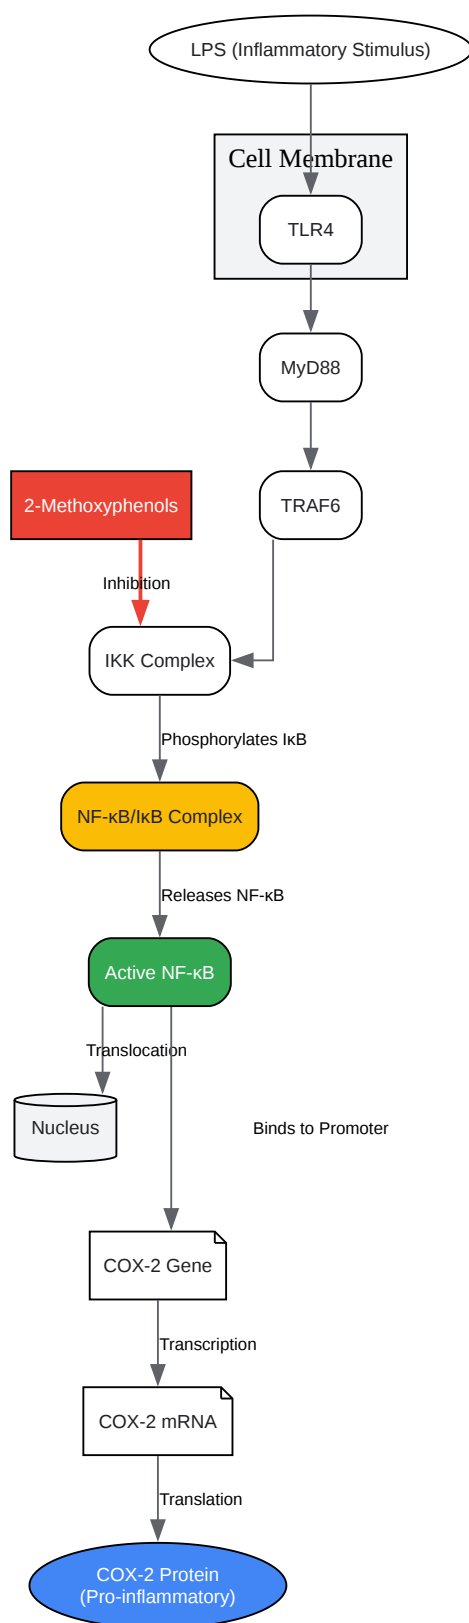 LPS (Inflammatory Stimulus)
Cell Membrane
TLR4
MyD88
2-Methoxyphenols
TRAF6
Inhibition
IKK Complex
Phosphorylates IκB
NF-κB/IκB Complex
Releases NF-κB
Active NF-κB
Translocation
Nucleus
Binds to Promoter
COX-2 Gene
Transcription
COX-2 mRNA
Translation
COX-2 Protein
(Pro-inflammatory)